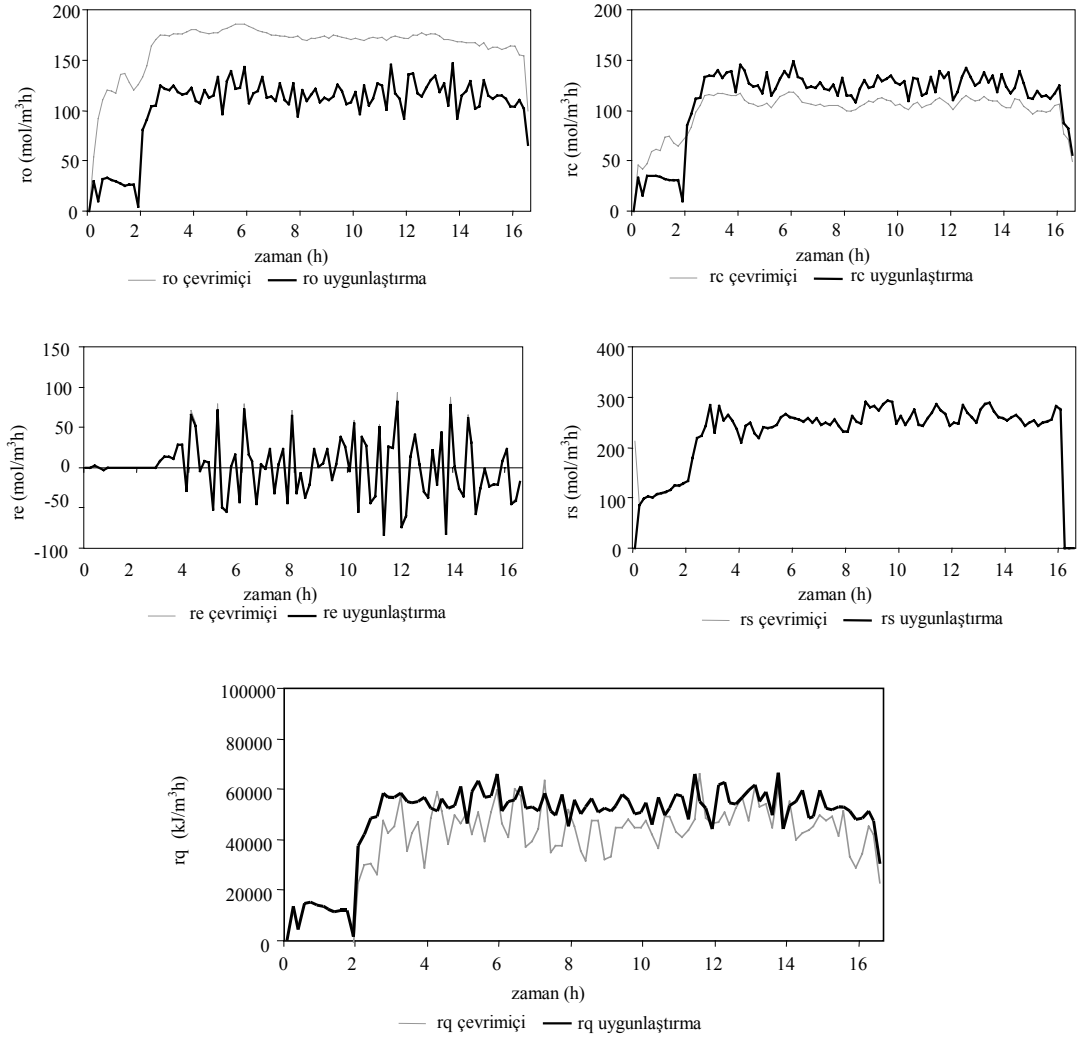 200
150
100
50
0
ro (mol/m³h)
0 2 4 6 8 10 12 14 16
zaman (h)
ro çevrimiçi ro uygunlaştırma
200
150
100
50
0
rc (mol/m³h)
0 2 4 6 8 10 12 14 16
zaman (h)
rc çevrimiçi rc uygunlaştırma
150
100
50
0
-50
-100
re (mol/m³h)
0 2 4 6 8 10 12 14 16
zaman (h)
re çevrimiçi re uygunlaştırma
400
300
200
100
0
rs (mol/m³h)
0 2 4 6 8 10 12 14 16
zaman (h)
rs çevrimiçi rs uygunlaştırma
100000
80000
60000
40000
20000
0
rq (kJ/m³h)
0 2 4 6 8 10 12 14 16
zaman (h)
rq çevrimiçi rq uygunlaştırma